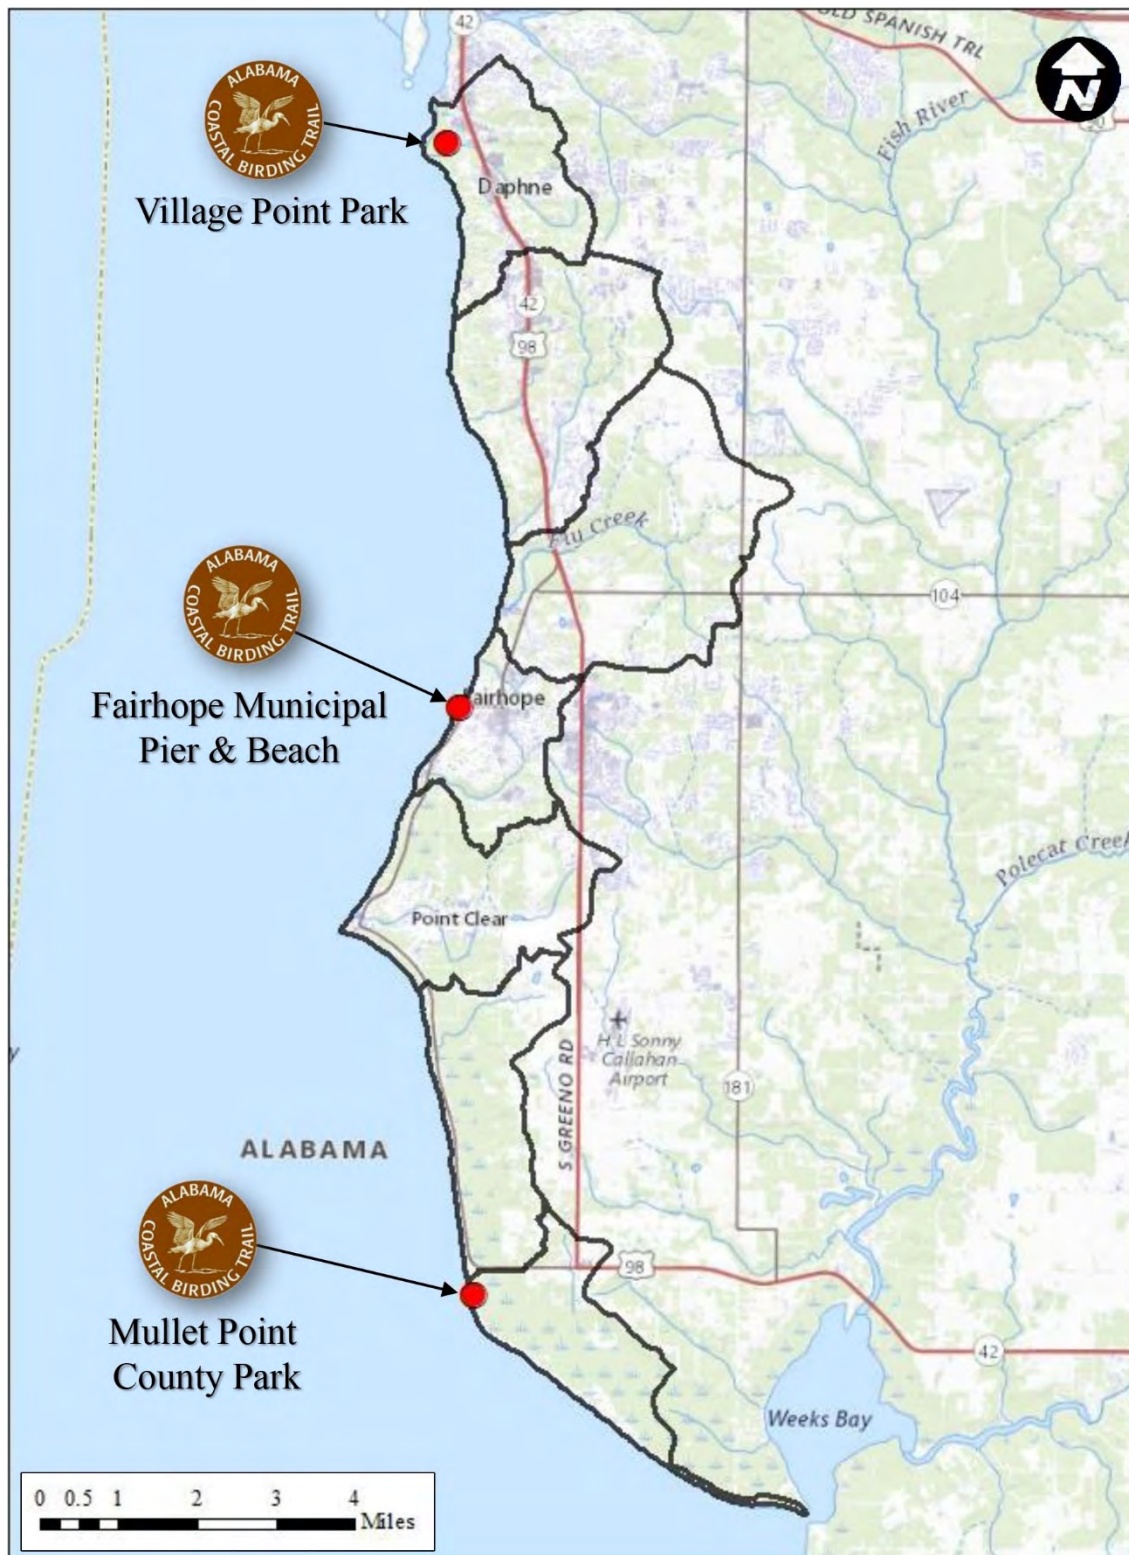 42
OLD SPANISH TRL
N
ALABAMA
COASTAL BIRDING TRAIL
Village Point Park
Daphne
Fish River
42
98
Fly Creek
104
ALABAMA
COASTAL BIRDING TRAIL
Fairhope Municipal
Pier & Beach
Fairhope
Polecat Creek
Point Clear
H L Sonny
Callahan
Airport
S GREENO RD
181
ALABAMA
ALABAMA
COASTAL BIRDING TRAIL
Mullet Point
County Park
98
42
Weeks Bay
0 0.5 1 2 3 4
Miles